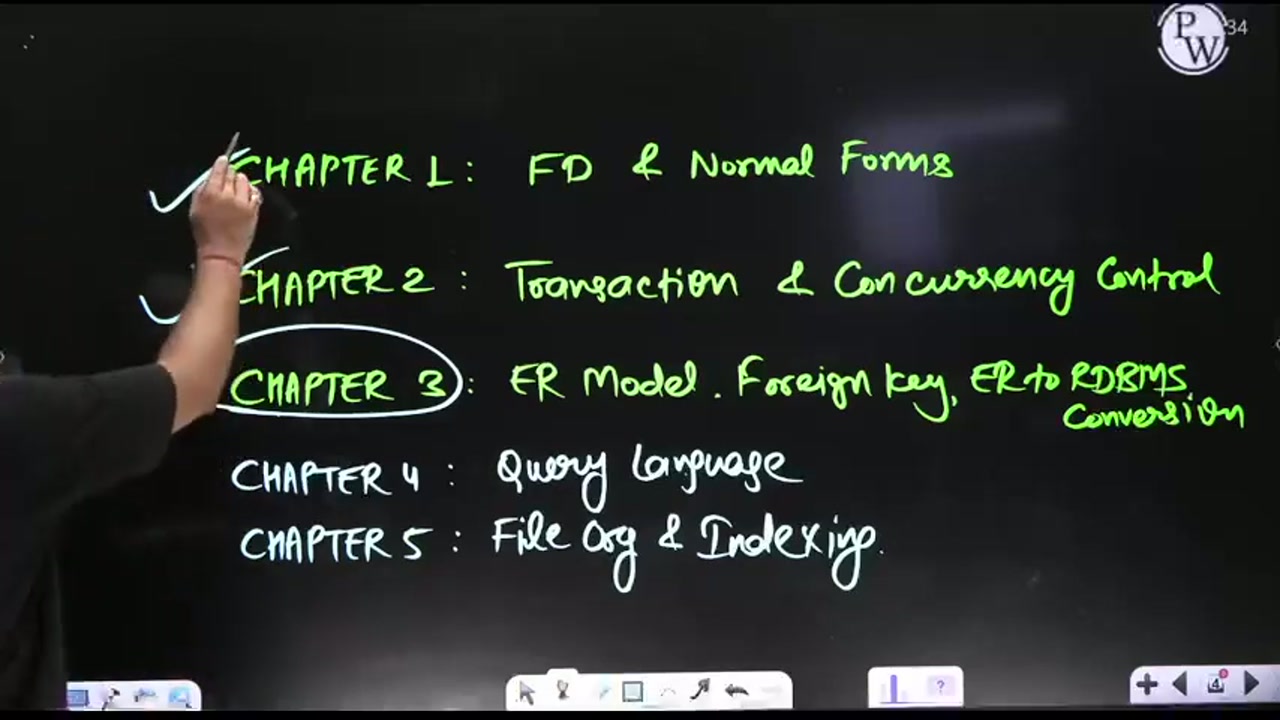 PW
34
CHAPTER 1: FD & Normal Forms
CHAPTER 2: Transaction & Concurrency Control
CHAPTER 3: ER Model. Foreign key, ER to RDBMS
Conversion
CHAPTER 4: Query Language
CHAPTER 5: File Org & Indexing.